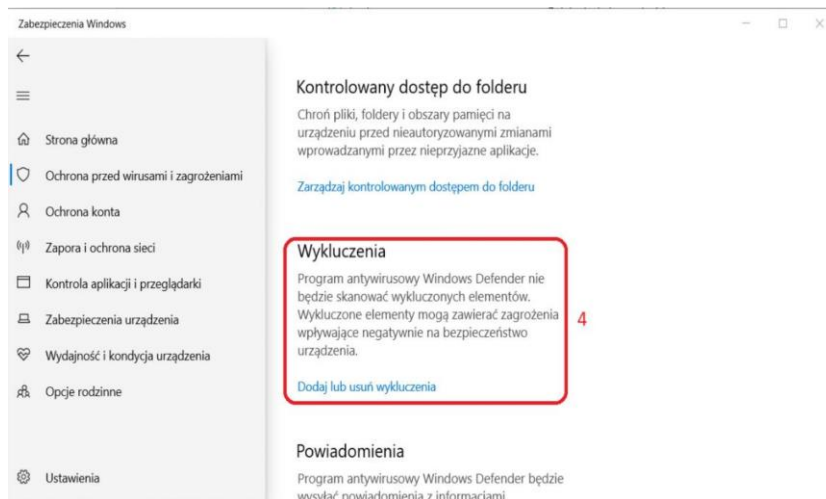 Zabezpieczenia Windows
Strona główna
Ochrona przed wirusami i zagrożeniami
Ochrona konta
Zapora i ochrona sieci
Kontrola aplikacji i przeglądarki
Zabezpieczenia urządzenia
Wydajność i kondycja urządzenia
Opcje rodzinne
Ustawienia
Kontrolowany dostęp do folderu
Chroń pliki, foldery i obszary pamięci na
urządzeniu przed nieautoryzowanymi zmianami
wprowadzanymi przez nieprzyjazne aplikacje.
Zarządzaj kontrolowanym dostępem do folderu
Wykluczenia
Program antywirusowy Windows Defender nie
będzie skanować wykluczonych elementów.
Wykluczone elementy mogą zawierać zagrożenia
wpływające negatywnie na bezpieczeństwo
urządzenia.
Dodaj lub usuń wykluczenia
4
Powiadomienia
Program antywirusowy Windows Defender będzie
wysyłać powiadomienia z informacjami